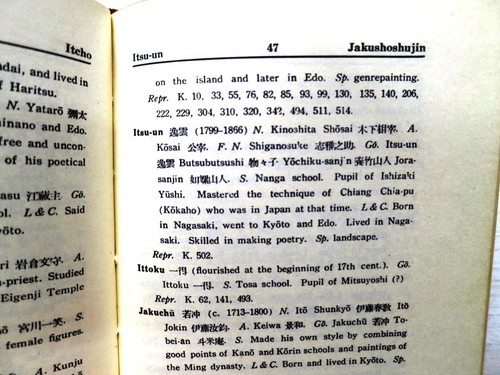 Itcho
dai, and lived in
of Haritsu.
N. Yatarō 彌太
inano and Edo.
free and uncon-
of his poetical
asu 江蔵主 Gō.
ol. L & C. Said
yōto.
ri 岩倉文守. A.
-priest. Studied
Eigenji Temple
宮川一笑. S.
female figures.
A. Kunju
Itsu-un 47 Jakushoshujin
on the island and later in Edo. Sp. genrepainting.
Repr. K. 10, 33, 55, 76, 82, 85, 93, 99, 130, 135, 140, 206,
222, 229, 304, 310, 320, 342, 494, 511, 514.
Itsu-un 逸雲 (1799–1866) N. Kinoshita Shōsai 木下相宰. A.
Kōsai 公宰. F. N. Shiganosuke 志賀之助. Gō. Itsu-un
逸雲 Butsubutsushi 物々子 Yōchiku-sanjin 養竹山人 Jora-
sanjin 如螺山人. S. Nanga school. Pupil of Ishizaki
Yūshi. Mastered the technique of Chiang Chia-pu
(Kōkaho) who was in Japan at that time. L & C. Born
in Nagasaki, went to Kyōto and Edo. Lived in Naga-
saki. Skilled in making poetry. Sp. landscape.
Repr. K. 502.
Ittoku 一得 (flourished at the beginning of 17th cent.). Gō.
Ittoku 一得. S. Tosa school. Pupil of Mitsuyoshi (?)
Repr. K. 62, 141, 493.
Jakuchū 若冲 (c. 1713–1800) N. Itō Shunkyō 伊藤春教 Itō
Jokin 伊藤汝鈞. A. Keiwa 景和. Gō. Jakuchū 若冲 To-
bei-an 斗米庵. S. Made his own style by combining
good points of Kanō and Kōrin schools and paintings of
the Ming dynasty. L & C. Born and lived in Kyōto. Sp.